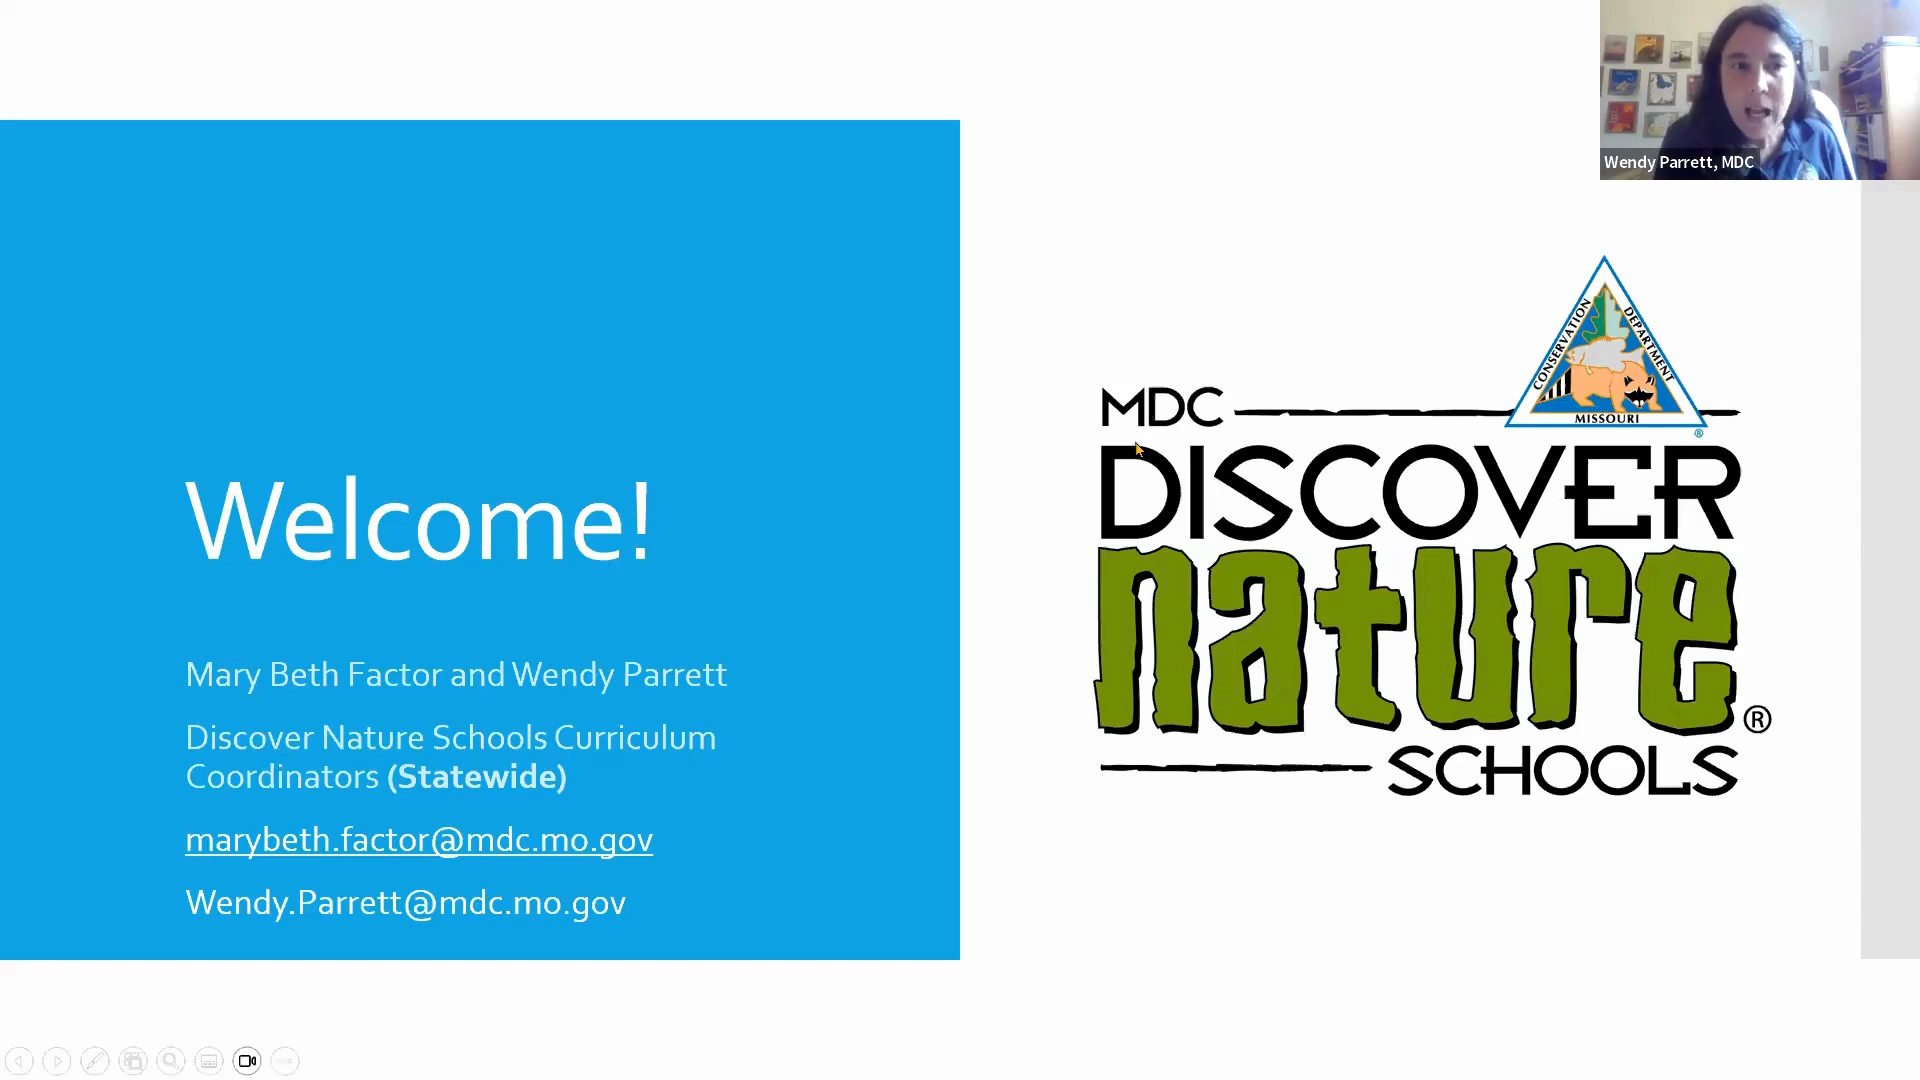 Wendy Parrett, MDC
Welcome!
Mary Beth Factor and Wendy Parrett
Discover Nature Schools Curriculum
Coordinators (Statewide)
marybeth.factor@mdc.mo.gov
Wendy.Parrett@mdc.mo.gov
CONSERVATION
DEPARTMENT
MISSOURI
®
MDC
DISCOVER
nature®
SCHOOLS